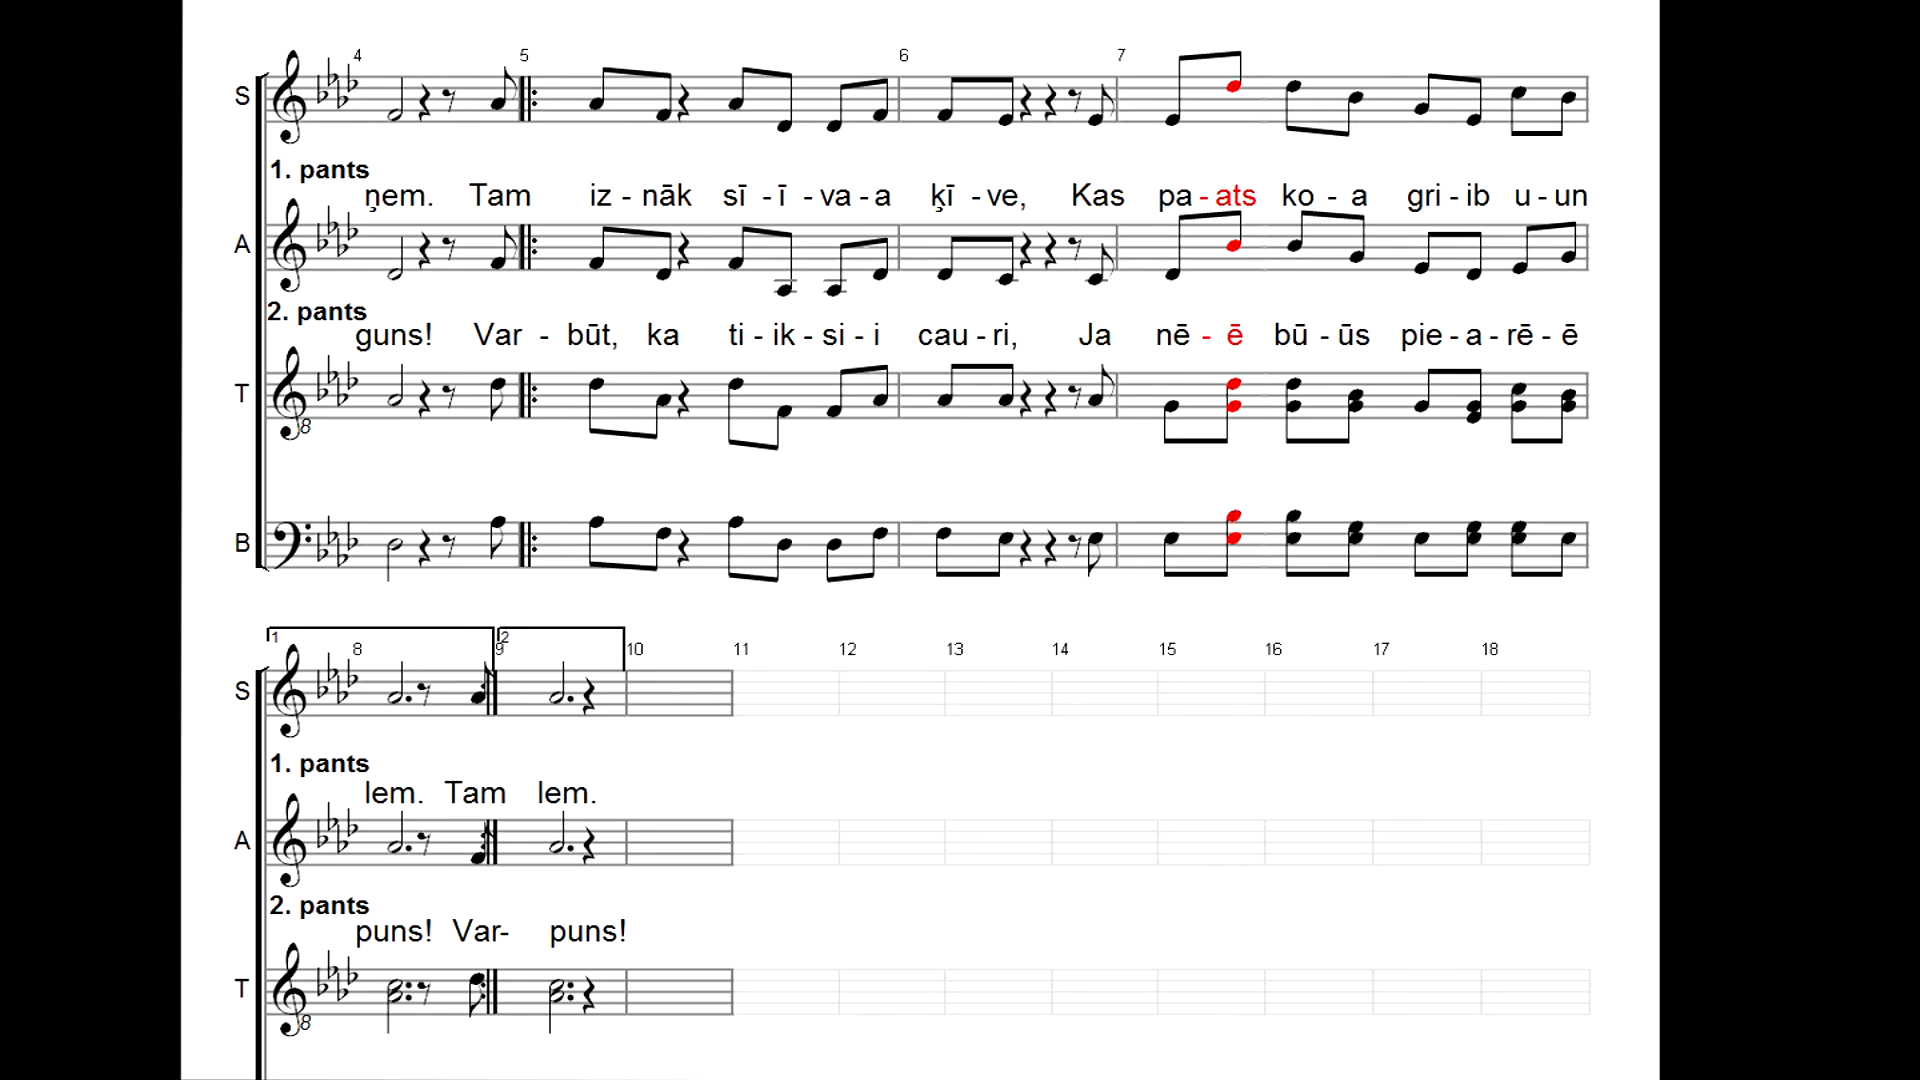 4 5 6 7
S
1. pants
ņem. Tam iz - nāk sī - ī - va - a ķī - ve, Kas pa - ats ko - a gri - ib u - un
A
2. pants
guns! Var - būt, ka ti - ik - si - i cau - ri, Ja nē - ē bū - ūs pie - a - rē - ē
T
8
B
1 2
8 9 10 11 12 13 14 15 16 17 18
S
1. pants
lem. Tam lem.
A
2. pants
puns! Var- puns!
T
8